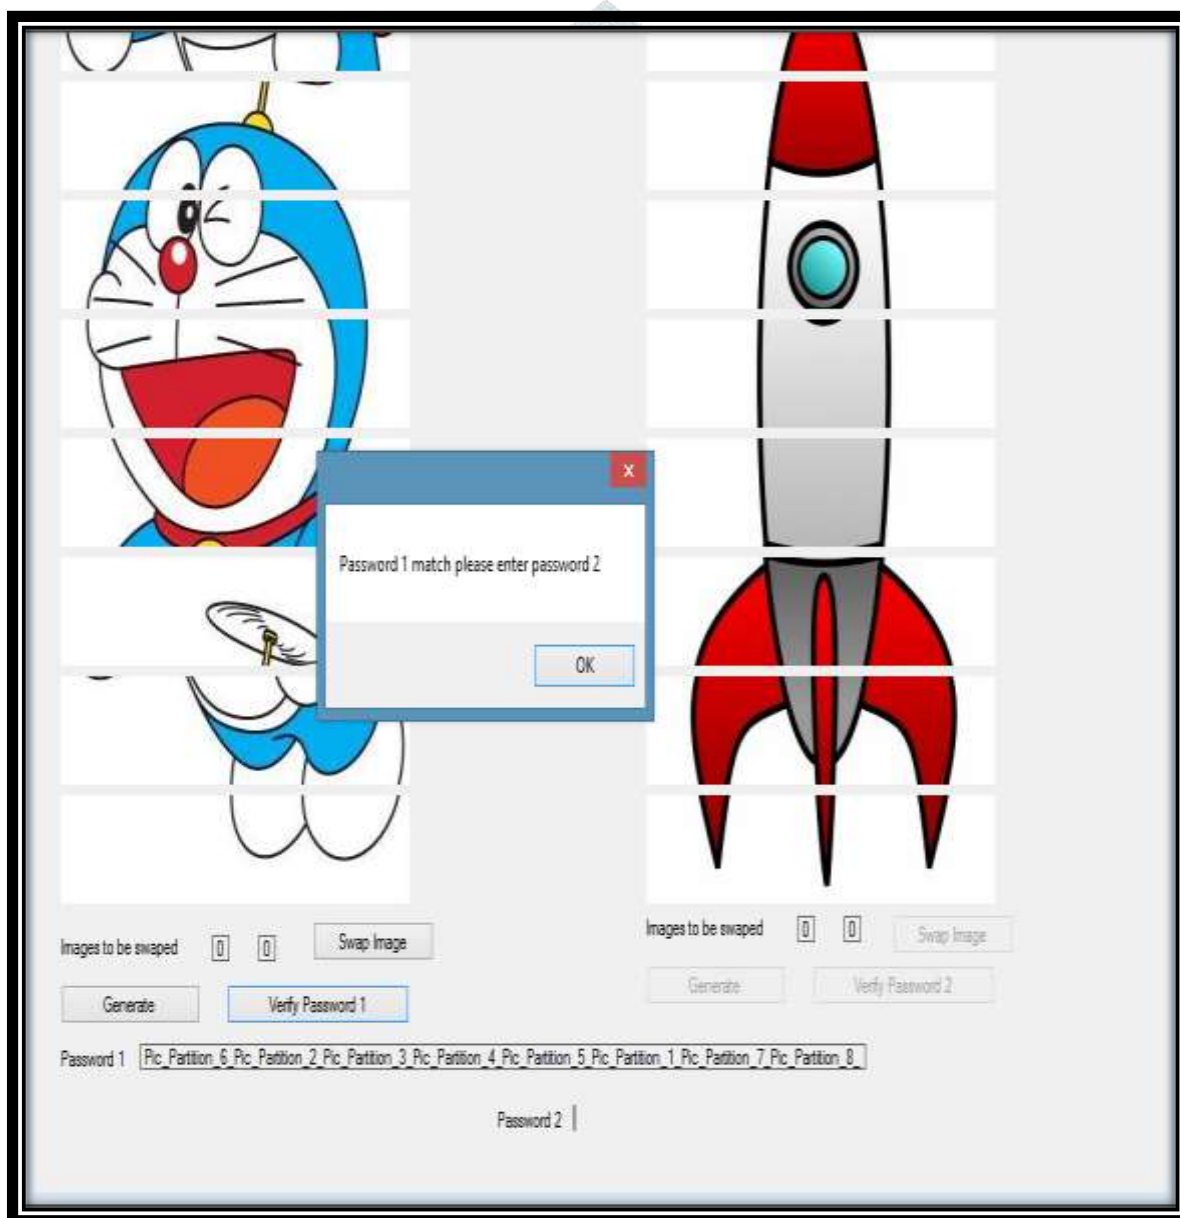 x
Password 1 match please enter password 2
OK
Images to be swaped 0 0 Swap Image
Images to be swaped 0 0 Swap Image
Generate Verify Password 1
Generate Verify Password 2
Password 1 Pic_Partition_6_Pic_Partition_2_Pic_Partition_3_Pic_Partition_4_Pic_Partition_5_Pic_Partition_1_Pic_Partition_7_Pic_Partition_8_
Password 2